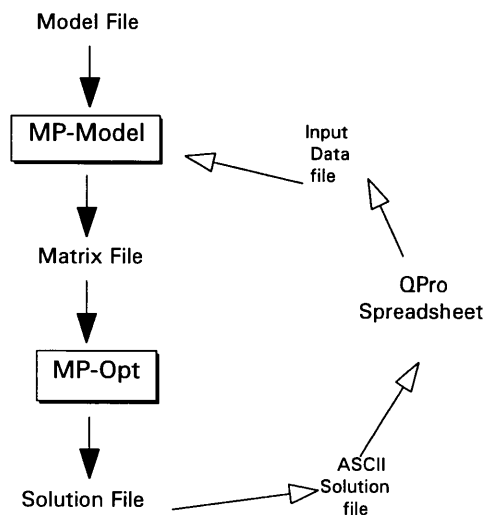 Model File
MP-Model
Input
Data
file
Matrix File
QPro
Spreadsheet
MP-Opt
ASCII
Solution
file
Solution File